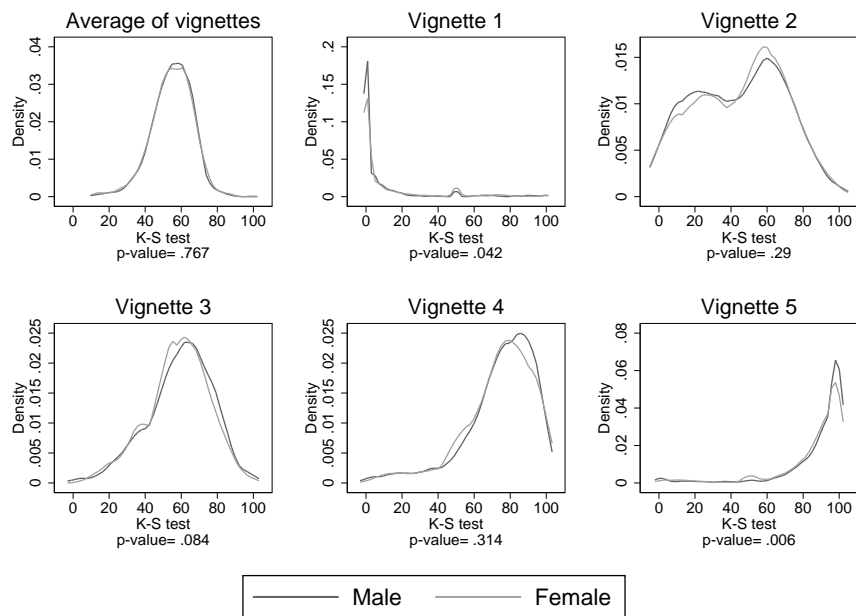 Average of vignettes
Density
0 .01 .02 .03 .04
0 20 40 60 80 100
K-S test
p-value= .767
Vignette 1
Density
0 .05 .1 .15 .2
0 20 40 60 80 100
K-S test
p-value= .042
Vignette 2
Density
0 .005 .01 .015
0 20 40 60 80 100
K-S test
p-value= .29
Vignette 3
Density
0 .005 .01 .015 .02 .025
0 20 40 60 80 100
K-S test
p-value= .084
Vignette 4
Density
0 .005 .01 .015 .02 .025
0 20 40 60 80 100
K-S test
p-value= .314
Vignette 5
Density
0 .02 .04 .06 .08
0 20 40 60 80 100
K-S test
p-value= .006
Male Female